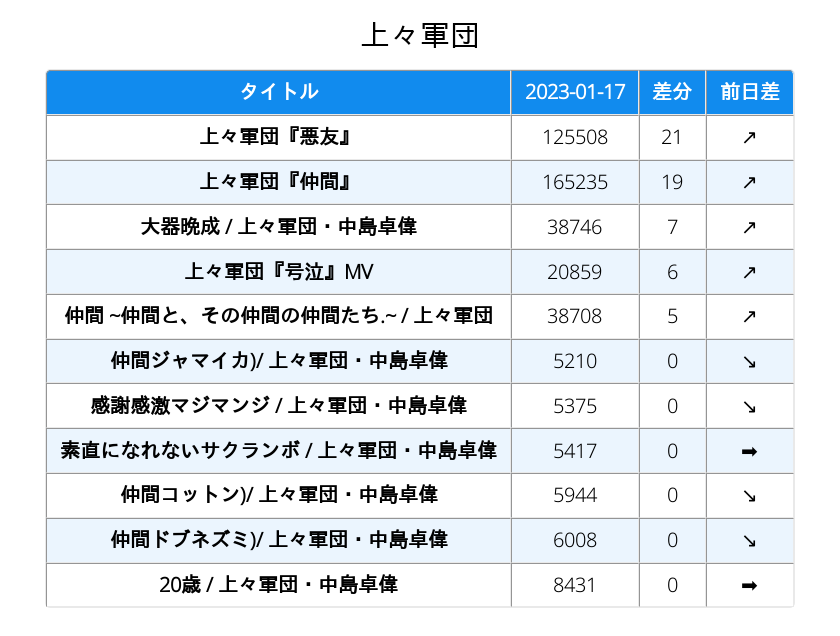 上々軍団
タイトル 2023-01-17 差分 前日差
上々軍団『悪友』 125508 21 ↗
上々軍団『仲間』 165235 19 ↗
大器晩成 / 上々軍団・中島卓偉 38746 7 ↗
上々軍団『号泣』MV 20859 6 ↗
仲間 ~仲間と、その仲間の仲間たち.~ / 上々軍団 38708 5 ↗
仲間ジャマイカ)/ 上々軍団・中島卓偉 5210 0 ↘
感謝感激マジマンジ / 上々軍団・中島卓偉 5375 0 ↘
素直になれないサクランボ / 上々軍団・中島卓偉 5417 0 ➡
仲間コットン)/ 上々軍団・中島卓偉 5944 0 ↘
仲間ドブネズミ)/ 上々軍団・中島卓偉 6008 0 ↘
20歳 / 上々軍団・中島卓偉 8431 0 ➡